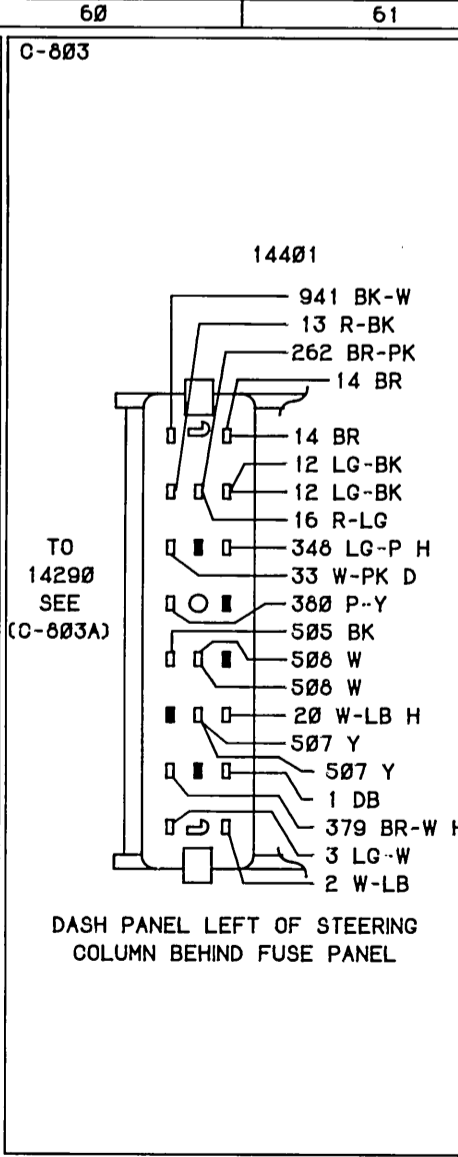 60 61
C-803
14401
941 BK-W
13 R-BK
262 BR-PK
14 BR
14 BR
12 LG-BK
12 LG-BK
16 R-LG
348 LG-P H
33 W-PK D
380 P-Y
505 BK
508 W
508 W
20 W-LB H
507 Y
507 Y
1 DB
379 BR-W H
3 LG-W
2 W-LB
TO
14290
SEE
(C-803A)
DASH PANEL LEFT OF STEERING
COLUMN BEHIND FUSE PANEL